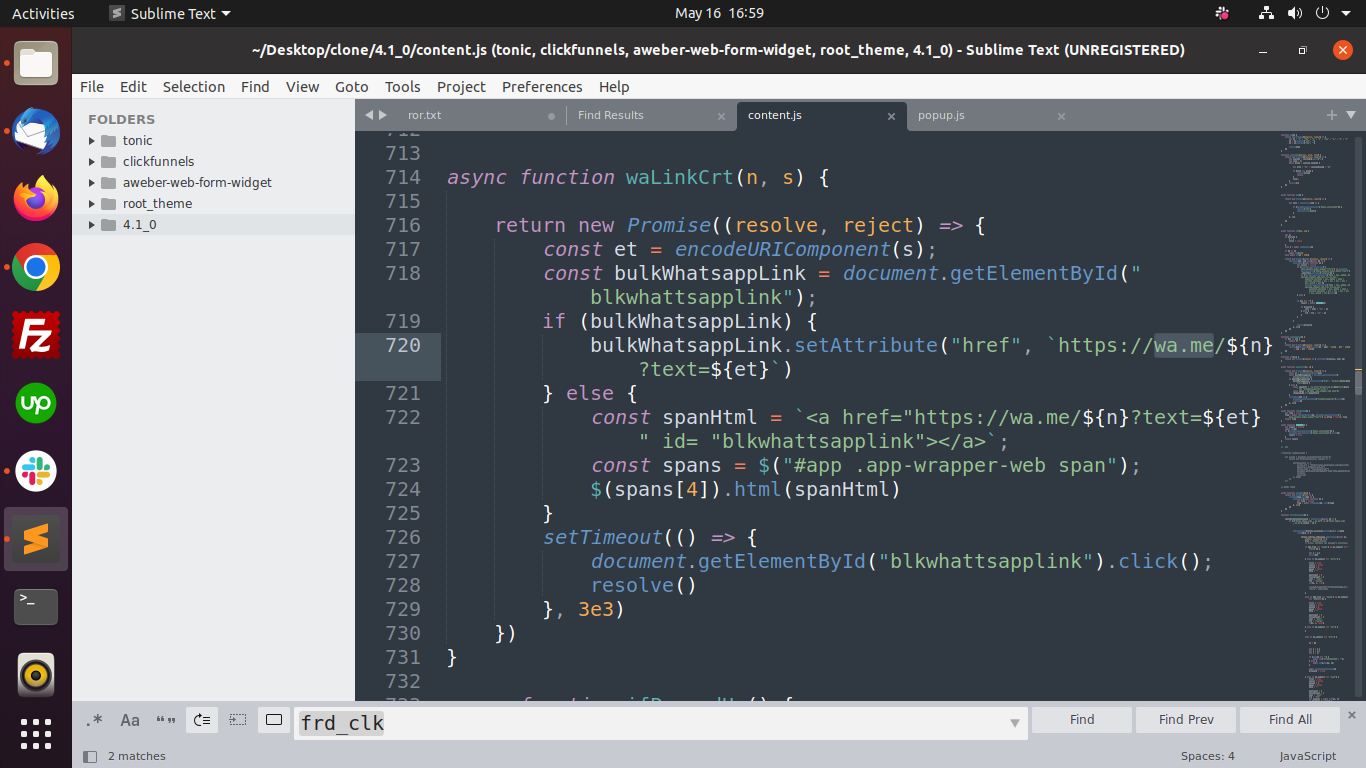 Activities
Sublime Text
May 16 16:59
~/Desktop/clone/4.1_0/content.js (tonic, clickfunnels, aweber-web-form-widget, root_theme, 4.1_0) - Sublime Text (UNREGISTERED)
File Edit Selection Find View Goto Tools Project Preferences Help
FOLDERS
tonic
clickfunnels
aweber-web-form-widget
root_theme
4.1_0
ror.txt
Find Results
content.js
popup.js
712
713
714 async function waLinkCrt(n, s) {
715
716 return new Promise((resolve, reject) => {
717 const et = encodeURIComponent(s);
718 const bulkWhatsappLink = document.getElementById("
blkwhattsapplink");
719 if (bulkWhatsappLink) {
720 bulkWhatsappLink.setAttribute("href", `https://wa.me/${n}
?text=${et}`)
721 } else {
722 const spanHtml = `<a href="https://wa.me/${n}?text=${et}
" id= "blkwhattsapplink"></a>`;
723 const spans = $("#app .app-wrapper-web span");
724 $(spans[4]).html(spanHtml)
725 }
726 setTimeout(() => {
727 document.getElementById("blkwhattsapplink").click();
728 resolve()
729 }, 3e3)
730 })
731 }
732
.*
Aa
frd_clk
Find
Find Prev
Find All
2 matches
Spaces: 4
JavaScript
Fz
up
>_